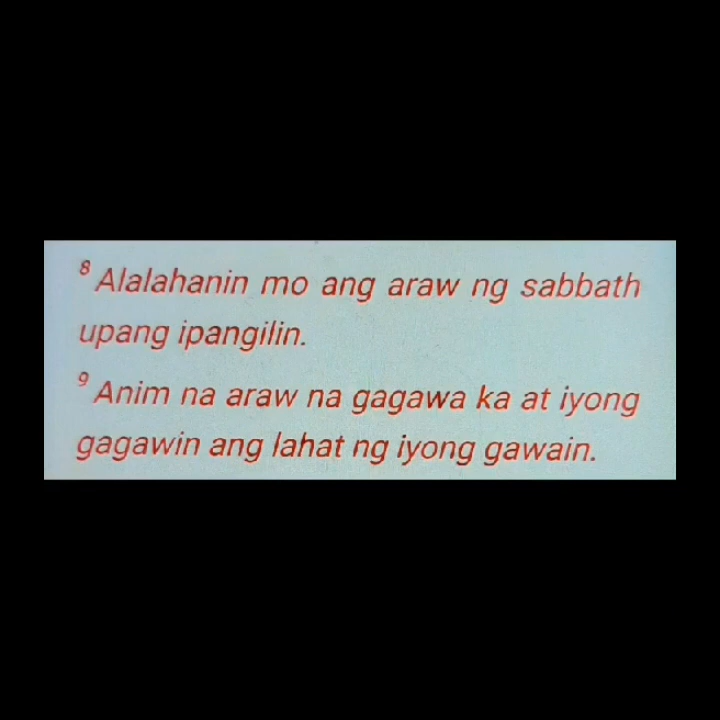 ⁸ Alalahanin mo ang araw ng sabbath
upang ipangilin.
⁹ Anim na araw na gagawa ka at iyong
gagawin ang lahat ng iyong gawain.